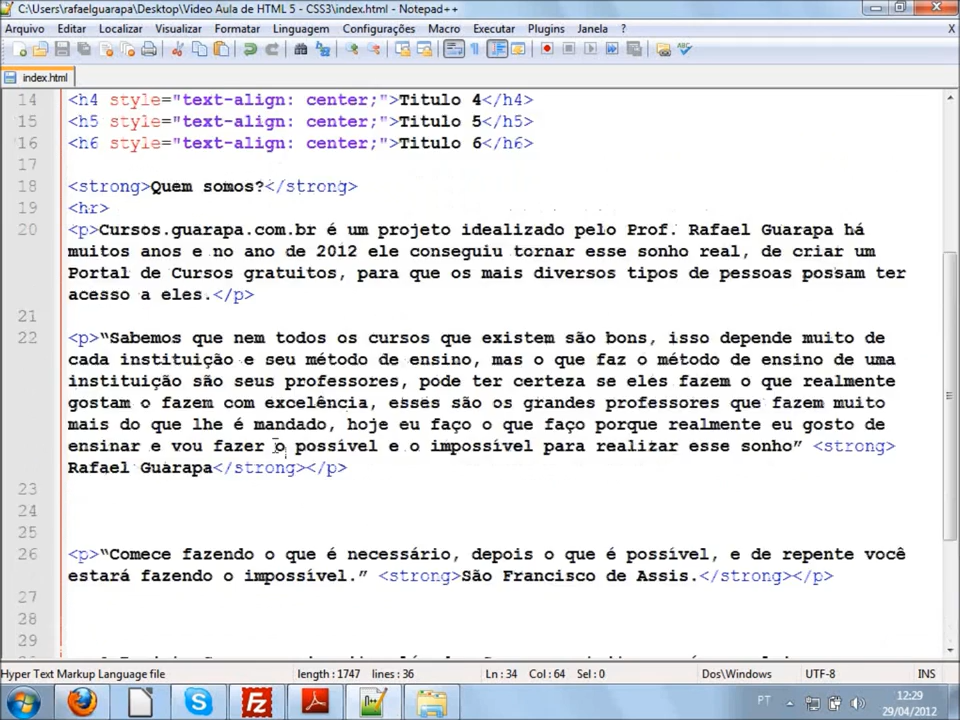 C:\Users\rafaelguarapa\Desktop\Video Aula de HTML 5 - CSS3\index.html - Notepad++
Arquivo Editar Localizar Visualizar Formatar Linguagem Configurações Macro Executar Plugins Janela ? X
index.html
14 <h4 style="text-align: center;">Titulo 4</h4>
15 <h5 style="text-align: center;">Titulo 5</h5>
16 <h6 style="text-align: center;">Titulo 6</h6>
17
18 <strong>Quem somos?</strong>
19 <hr>
20 <p>Cursos.guarapa.com.br é um projeto idealizado pelo Prof. Rafael Guarapa há
muitos anos e no ano de 2012 ele conseguiu tornar esse sonho real, de criar um
Portal de Cursos gratuitos, para que os mais diversos tipos de pessoas possam ter
acesso a eles.</p>
21
22 <p>“Sabemos que nem todos os cursos que existem são bons, isso depende muito de
cada instituição e seu método de ensino, mas o que faz o método de ensino de uma
instituição são seus professores, pode ter certeza se eles fazem o que realmente
gostam o fazem com excelência, esses são os grandes professores que fazem muito
mais do que lhe é mandado, hoje eu faço o que faço porque realmente eu gosto de
ensinar e vou fazer o possível e o impossível para realizar esse sonho” <strong>
Rafael Guarapa</strong></p>
23
24
25
26 <p>“Comece fazendo o que é necessário, depois o que é possível, e de repente você
estará fazendo o impossível.” <strong>São Francisco de Assis.</strong></p>
27
28
29
Hyper Text Markup Language file length : 1747 lines : 36 Ln : 34 Col : 64 Sel : 0 Dos\Windows UTF-8 INS
PT 12:29
29/04/2012